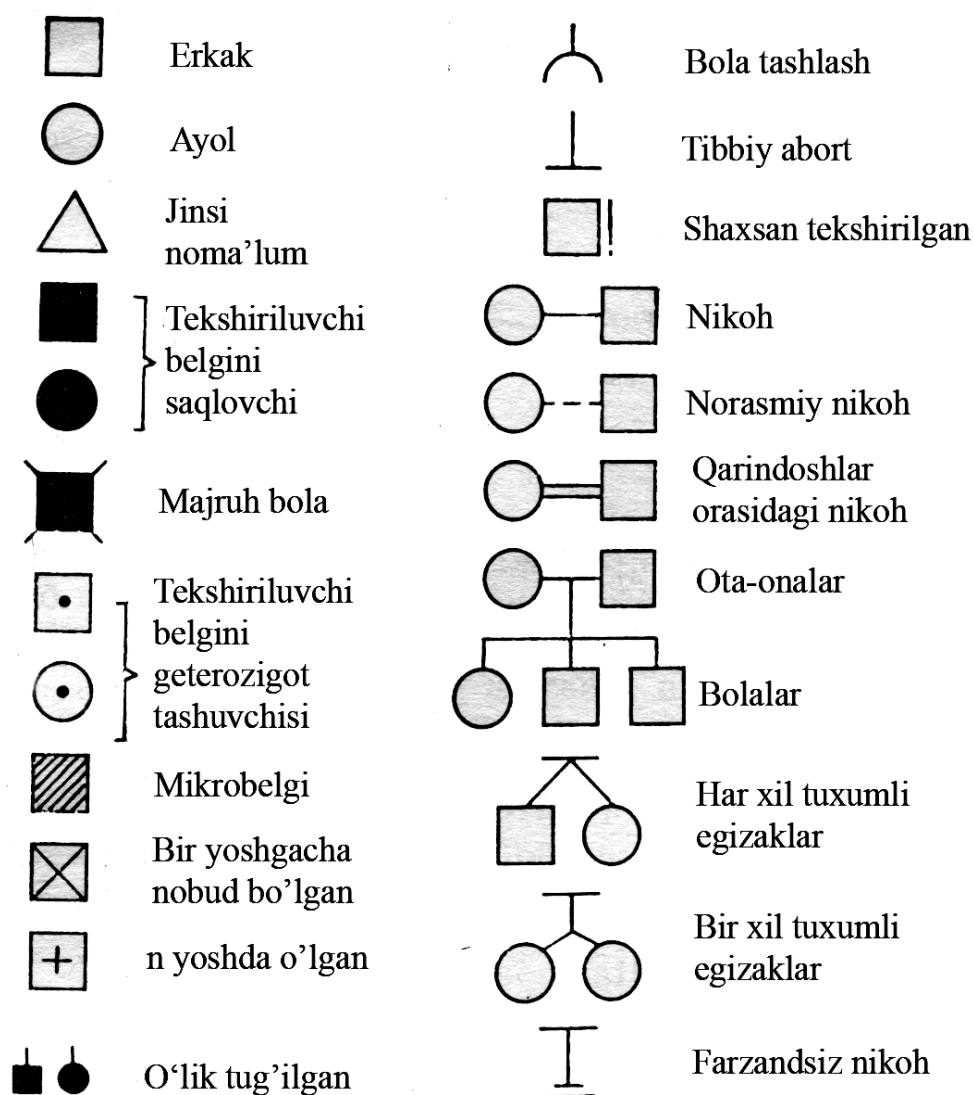 Erkak
Ayol
Jinsi
noma’lum
Tekshiriluvchi
belgini
saqlovchi
Majruh bola
Tekshiriluvchi
belgini
geterozigot
tashuvchisi
Mikrobelgi
Bir yoshgacha
nobud bo’lgan
n yoshda o’lgan
O‘lik tug’ilgan
Bola tashlash
Tibbiy abort
Shaxsan tekshirilgan
Nikoh
Norasmiy nikoh
Qarindoshlar
orasidagi nikoh
Ota-onalar
Bolalar
Har xil tuxumli
egizaklar
Bir xil tuxumli
egizaklar
Farzandsiz nikoh